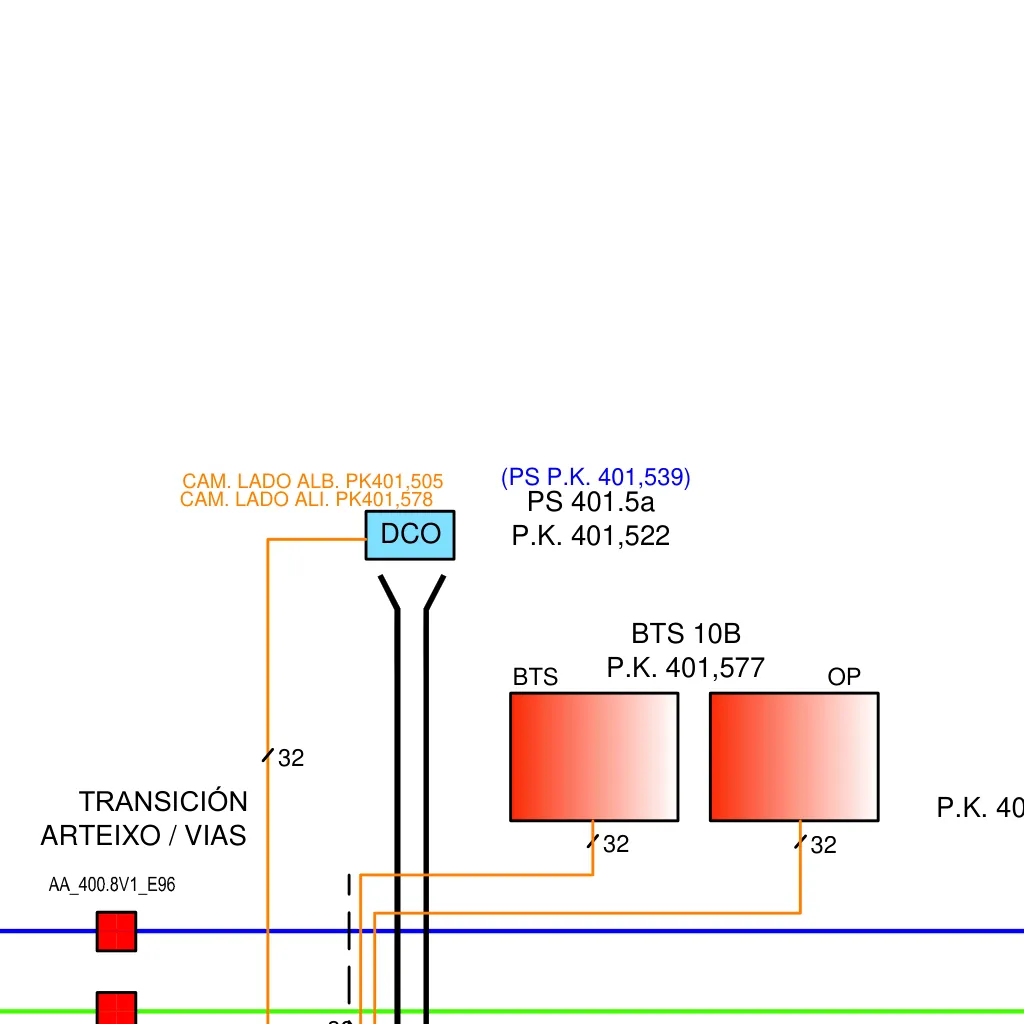 CAM. LADO ALB. PK401,505
CAM. LADO ALI. PK401,578
(PS P.K. 401,539)
PS 401.5a
P.K. 401,522
DCO
BTS 10B
P.K. 401,577
BTS
OP
32
TRANSICIÓN
ARTEIXO / VIAS
P.K. 40
32
32
AA_400.8V1_E96